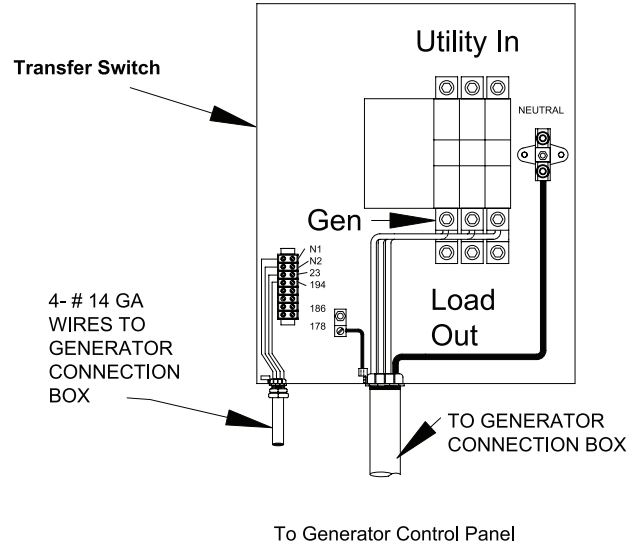 Utility In
Transfer Switch
NEUTRAL
Gen
N1
N2
23
194
186
178
Load
Out
4- # 14 GA
WIRES TO
GENERATOR
CONNECTION
BOX
TO GENERATOR
CONNECTION BOX
To Generator Control Panel